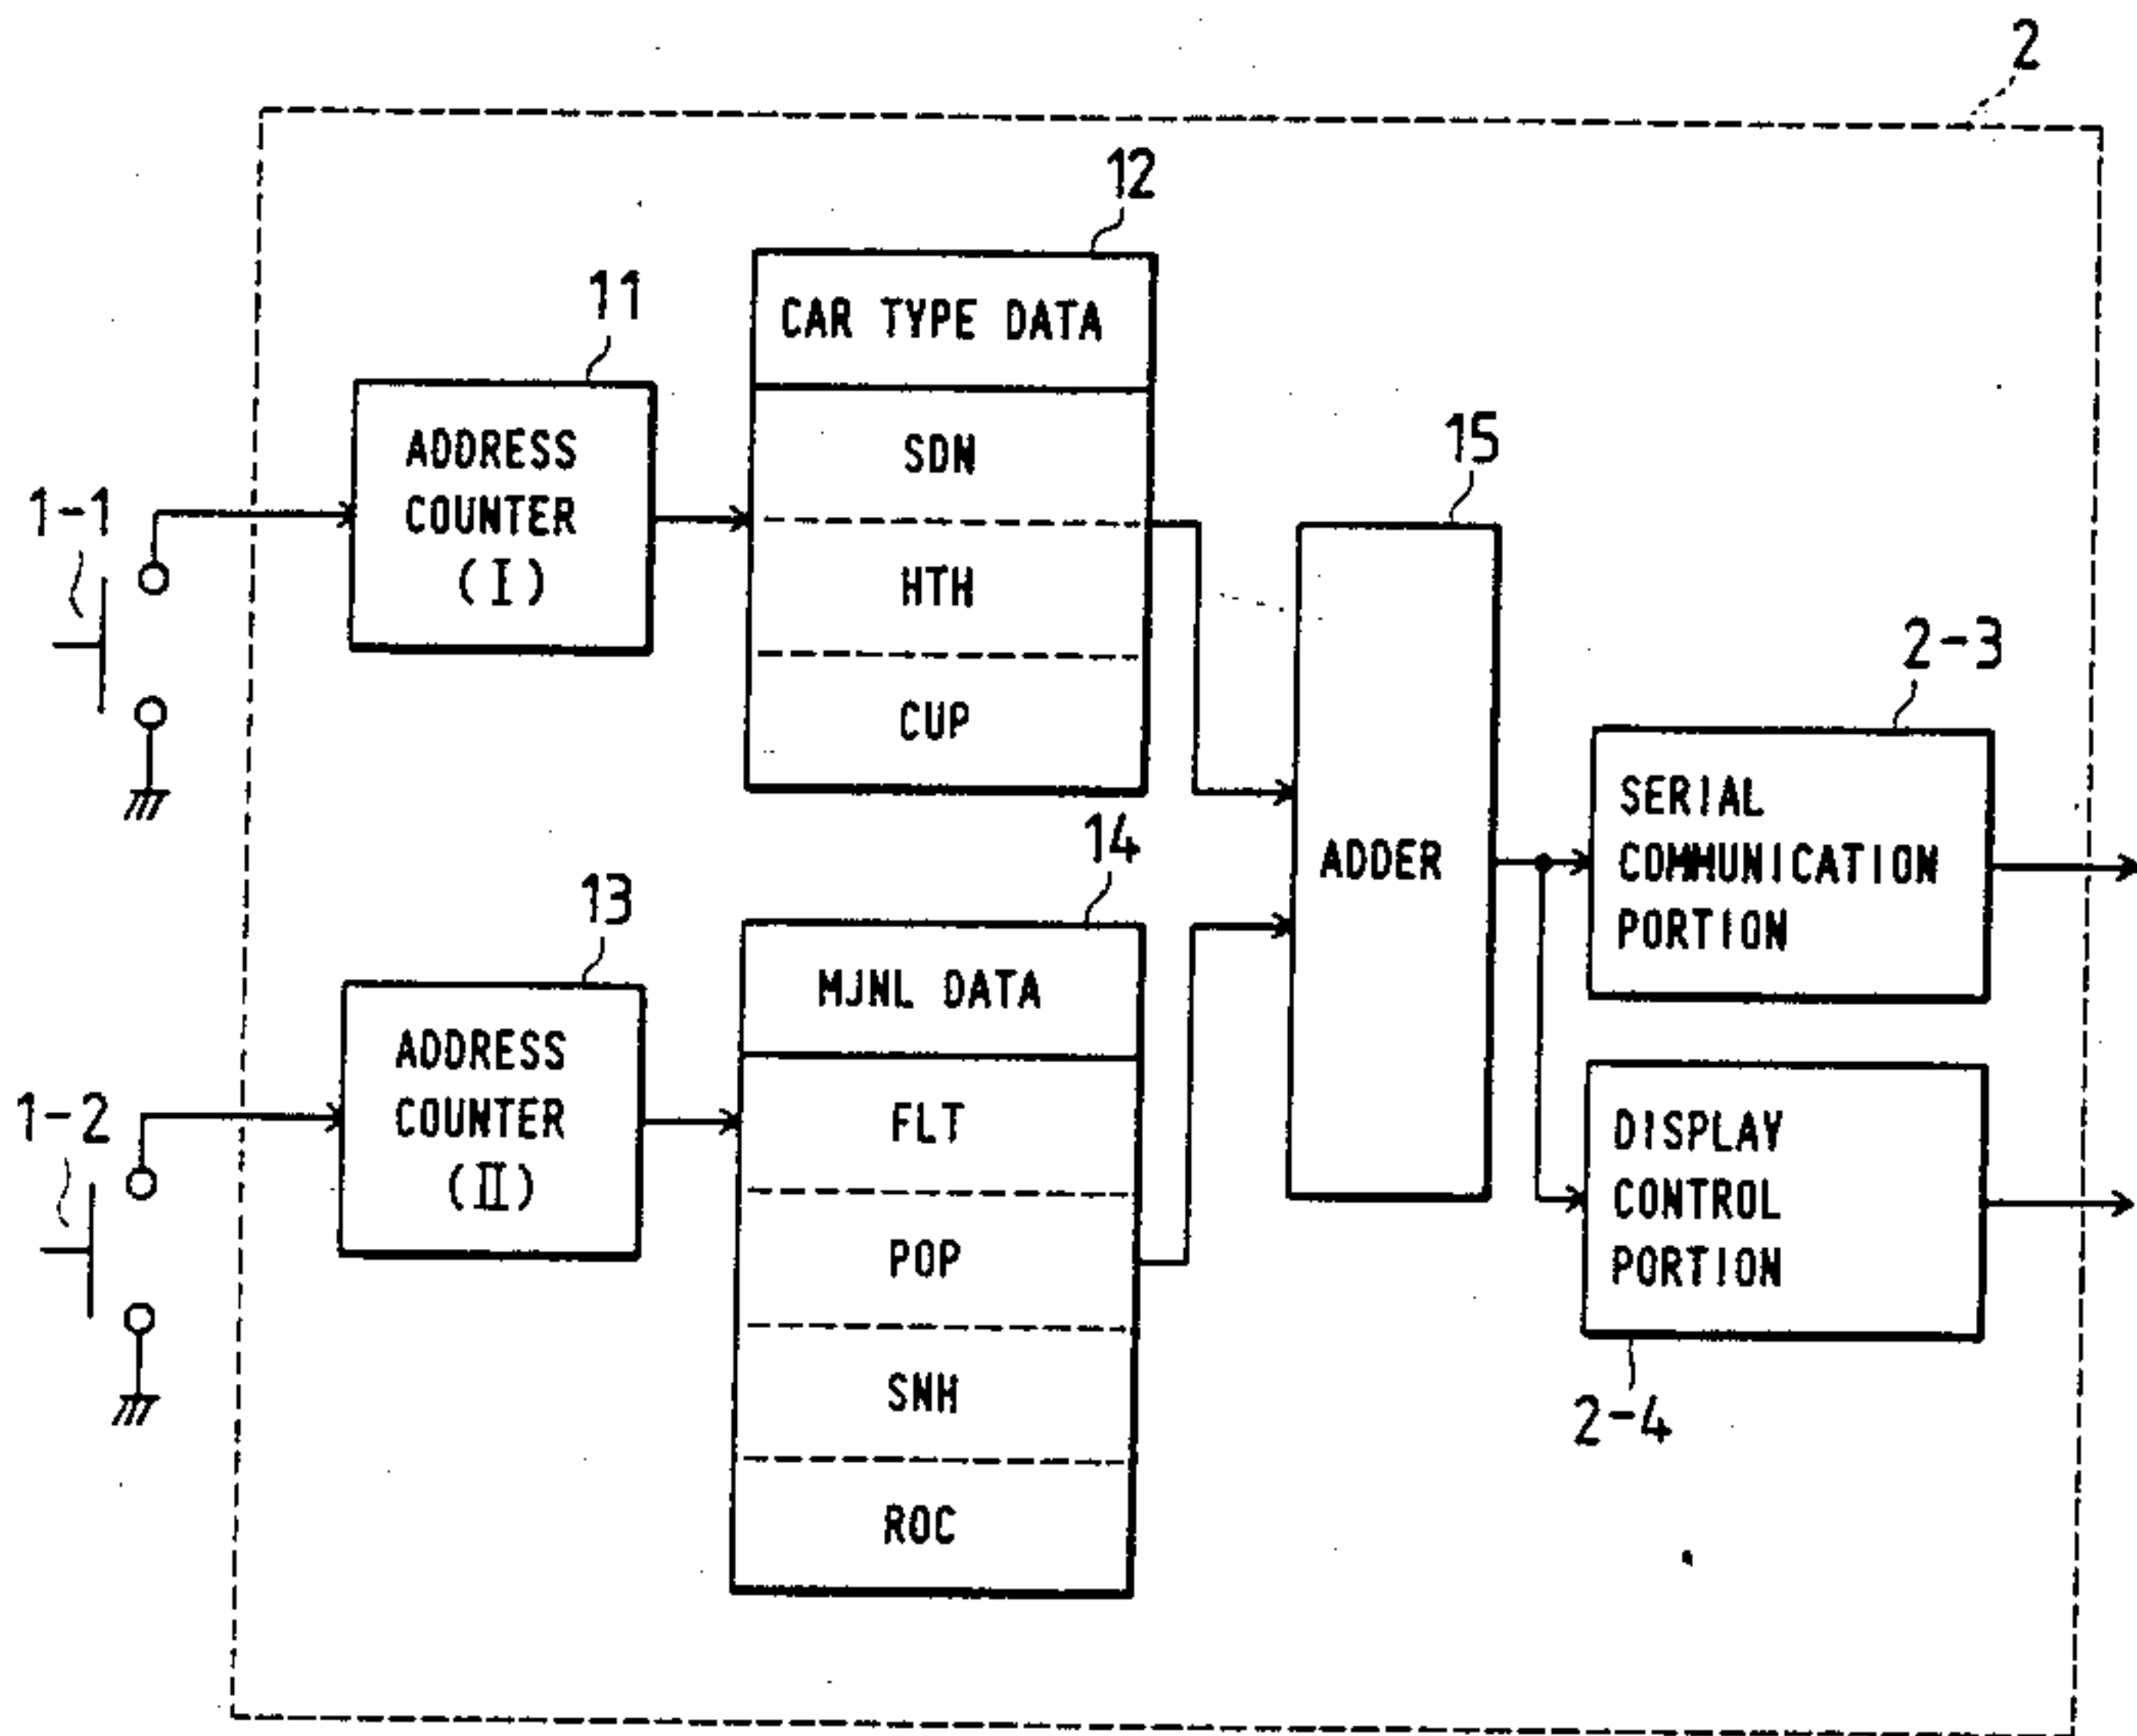 2
12
CAR TYPE DATA
SDN
HTH
CUP
11
ADDRESS
COUNTER
(I)
1-1
15
ADDER
2-3
SERIAL
COMMUNICATION
PORTION
14
MJNL DATA
FLT
POP
SNH
ROC
13
ADDRESS
COUNTER
(II)
1-2
DISPLAY
CONTROL
PORTION
2-4